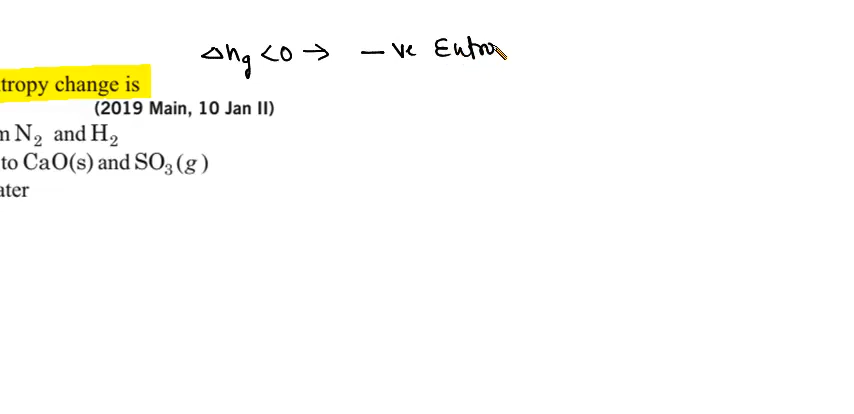 Δng <0 → -ve Entro
tropy change is
(2019 Main, 10 Jan II)
m N₂ and H₂
to CaO(s) and SO₃(g)
ater